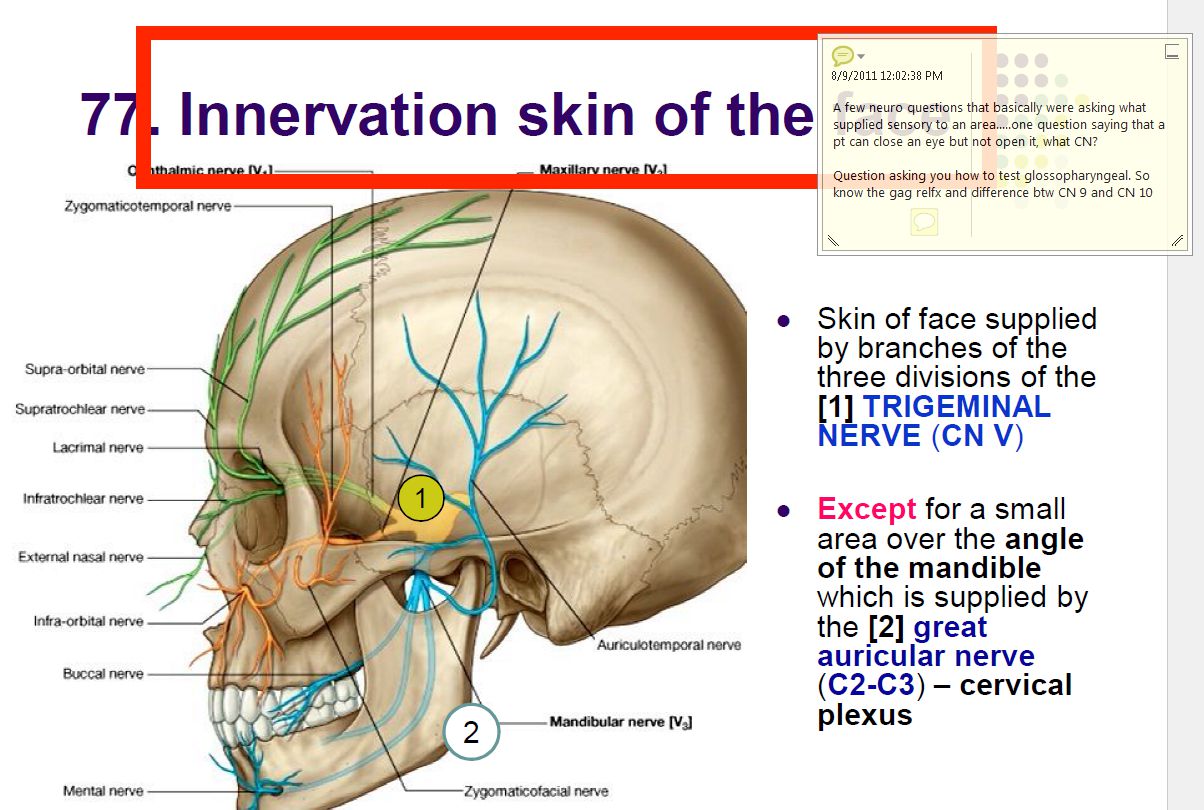 77. Innervation skin of the face
8/9/2011 12:02:38 PM
A few neuro questions that basically were asking what
supplied sensory to an area.....one question saying that a
pt can close an eye but not open it, what CN?
Question asking you how to test glossopharyngeal. So
know the gag relfx and difference btw CN 9 and CN 10
Ophthalmic nerve [V1]
Maxillary nerve [V2]
Zygomaticotemporal nerve
Supra-orbital nerve
Supratrochlear nerve
Lacrimal nerve
Infratrochlear nerve
External nasal nerve
Infra-orbital nerve
Buccal nerve
Mental nerve
1
2
Auriculotemporal nerve
Mandibular nerve [V3]
Zygomaticofacial nerve
Skin of face supplied
by branches of the
three divisions of the
[1] TRIGEMINAL
NERVE (CN V)
Except for a small
area over the angle
of the mandible
which is supplied by
the [2] great
auricular nerve
(C2-C3) – cervical
plexus